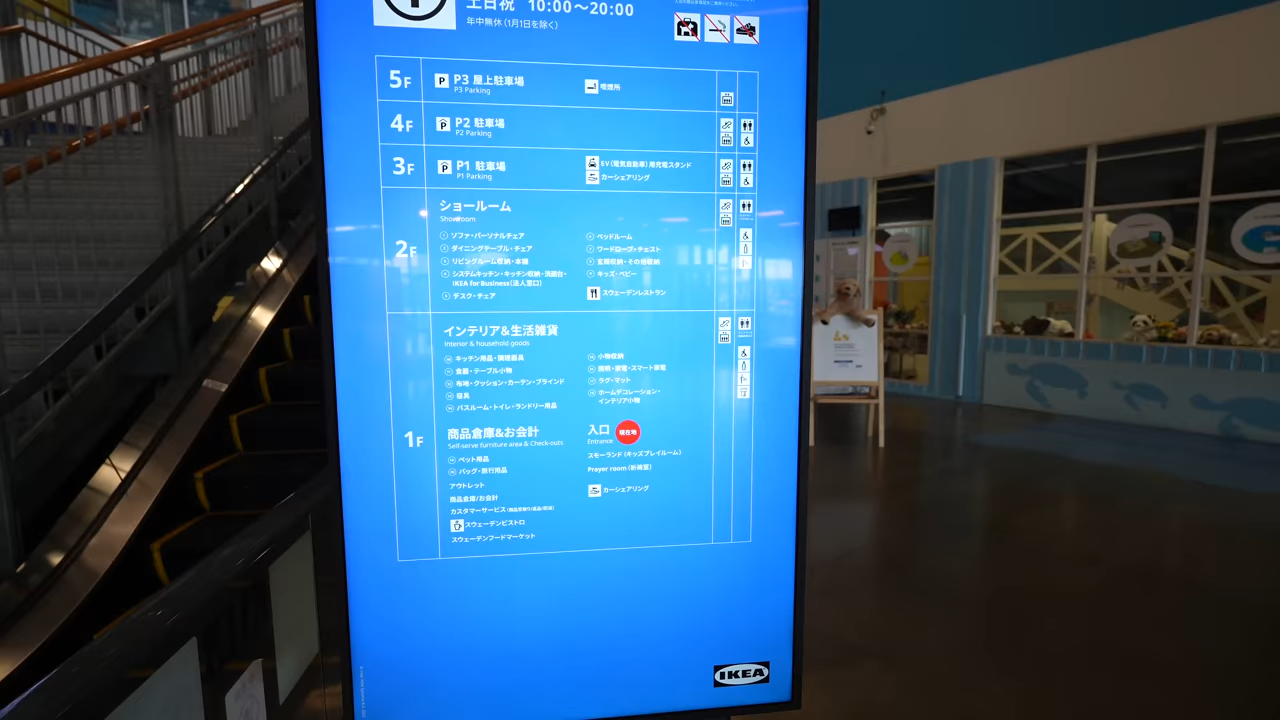 土日祝 10:00〜20:00
年中無休（1月1日を除く）
5F
P P3 屋上駐車場
P3 Parking
喫煙所
4F
P P2 駐車場
P2 Parking
3F
P P1 駐車場
P1 Parking
EV（電気自動車）用充電スタンド
カーシェアリング
2F
ショールーム
Showroom
ソファ・パーソナルチェア
ダイニングテーブル・チェア
リビングルーム収納・本棚
システムキッチン・キッチン収納・洗面台・
IKEA for Business（法人窓口）
デスク・チェア
ベッドルーム
ワードローブ・チェスト
玄関収納・その他収納
キッズ・ベビー
スウェーデンレストラン
1F
インテリア&生活雑貨
Interior & household goods
キッチン用品・調理器具
食器・テーブル小物
布地・クッション・カーテン・ブラインド
寝具
バスルーム・トイレ・ランドリー用品
小物収納
照明・家電・スマート家電
ラグ・マット
ホームデコレーション・
インテリア小物
商品倉庫&お会計
Self-serve furniture area & Check-outs
ペット用品
バッグ・旅行用品
アウトレット
商品倉庫/お会計
カスタマーサービス
スウェーデンビストロ
スウェーデンフードマーケット
入口 現在地
Entrance
スモーランド（キッズプレイルーム）
Prayer room（祈祷室）
カーシェアリング
IKEA